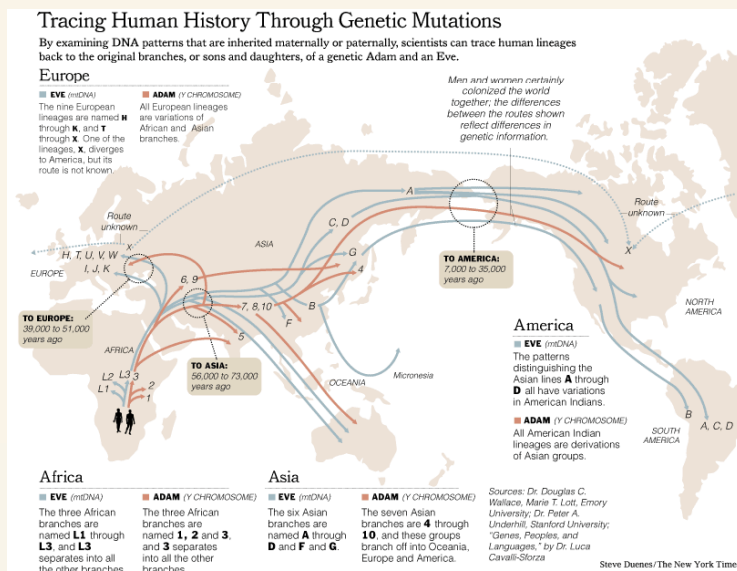 Tracing Human History Through Genetic Mutations
By examining DNA patterns that are inherited maternally or paternally, scientists can trace human lineages
back to the original branches, or sons and daughters, of a genetic Adam and an Eve.
Europe
EVE (mtDNA)
The nine European
lineages are named H
through K, and T
through X. One of the
lineages, X, diverges
to America, but its
route is not known.
ADAM (Y CHROMOSOME)
All European lineages
are variations of
African and Asian
branches.
Men and women certainly
colonized the world
together; the differences
between the routes shown
reflect differences in
genetic information.
Route
unknown
X
H, T, U, V, W
I, J, K
EUROPE
TO EUROPE:
39,000 to 51,000
years ago
ASIA
6, 9
A
C, D
G
4
7, 8,10
B
F
5
TO ASIA:
56,000 to 73,000
years ago
AFRICA
L2
L3
3
L1
2
1
OCEANIA
Micronesia
TO AMERICA:
7,000 to 35,000
years ago
Route
unknown
X
NORTH
AMERICA
B
A, C, D
SOUTH
AMERICA
America
EVE (mtDNA)
The patterns
distinguishing the
Asian lines A through
D all have variations
in American Indians.
ADAM (Y CHROMOSOME)
All American Indian
lineages are derivations
of Asian groups.
Africa
EVE (mtDNA)
The three African
branches are
named L1 through
L3, and L3
separates into all
the other branches
ADAM (Y CHROMOSOME)
The three African
branches are
named 1, 2 and 3,
and 3 separates
into all the other
branches
Asia
EVE (mtDNA)
The six Asian
branches are
named A through
D and F and G.
ADAM (Y CHROMOSOME)
The seven Asian
branches are 4 through
10, and these groups
branch off into Oceania,
Europe and America.
Sources: Dr. Douglas C.
Wallace, Marie T. Lott, Emory
University; Dr. Peter A.
Underhill, Stanford University;
"Genes, Peoples, and
Languages," by Dr. Luca
Cavalli-Sforza
Steve Duenes/The New York Time